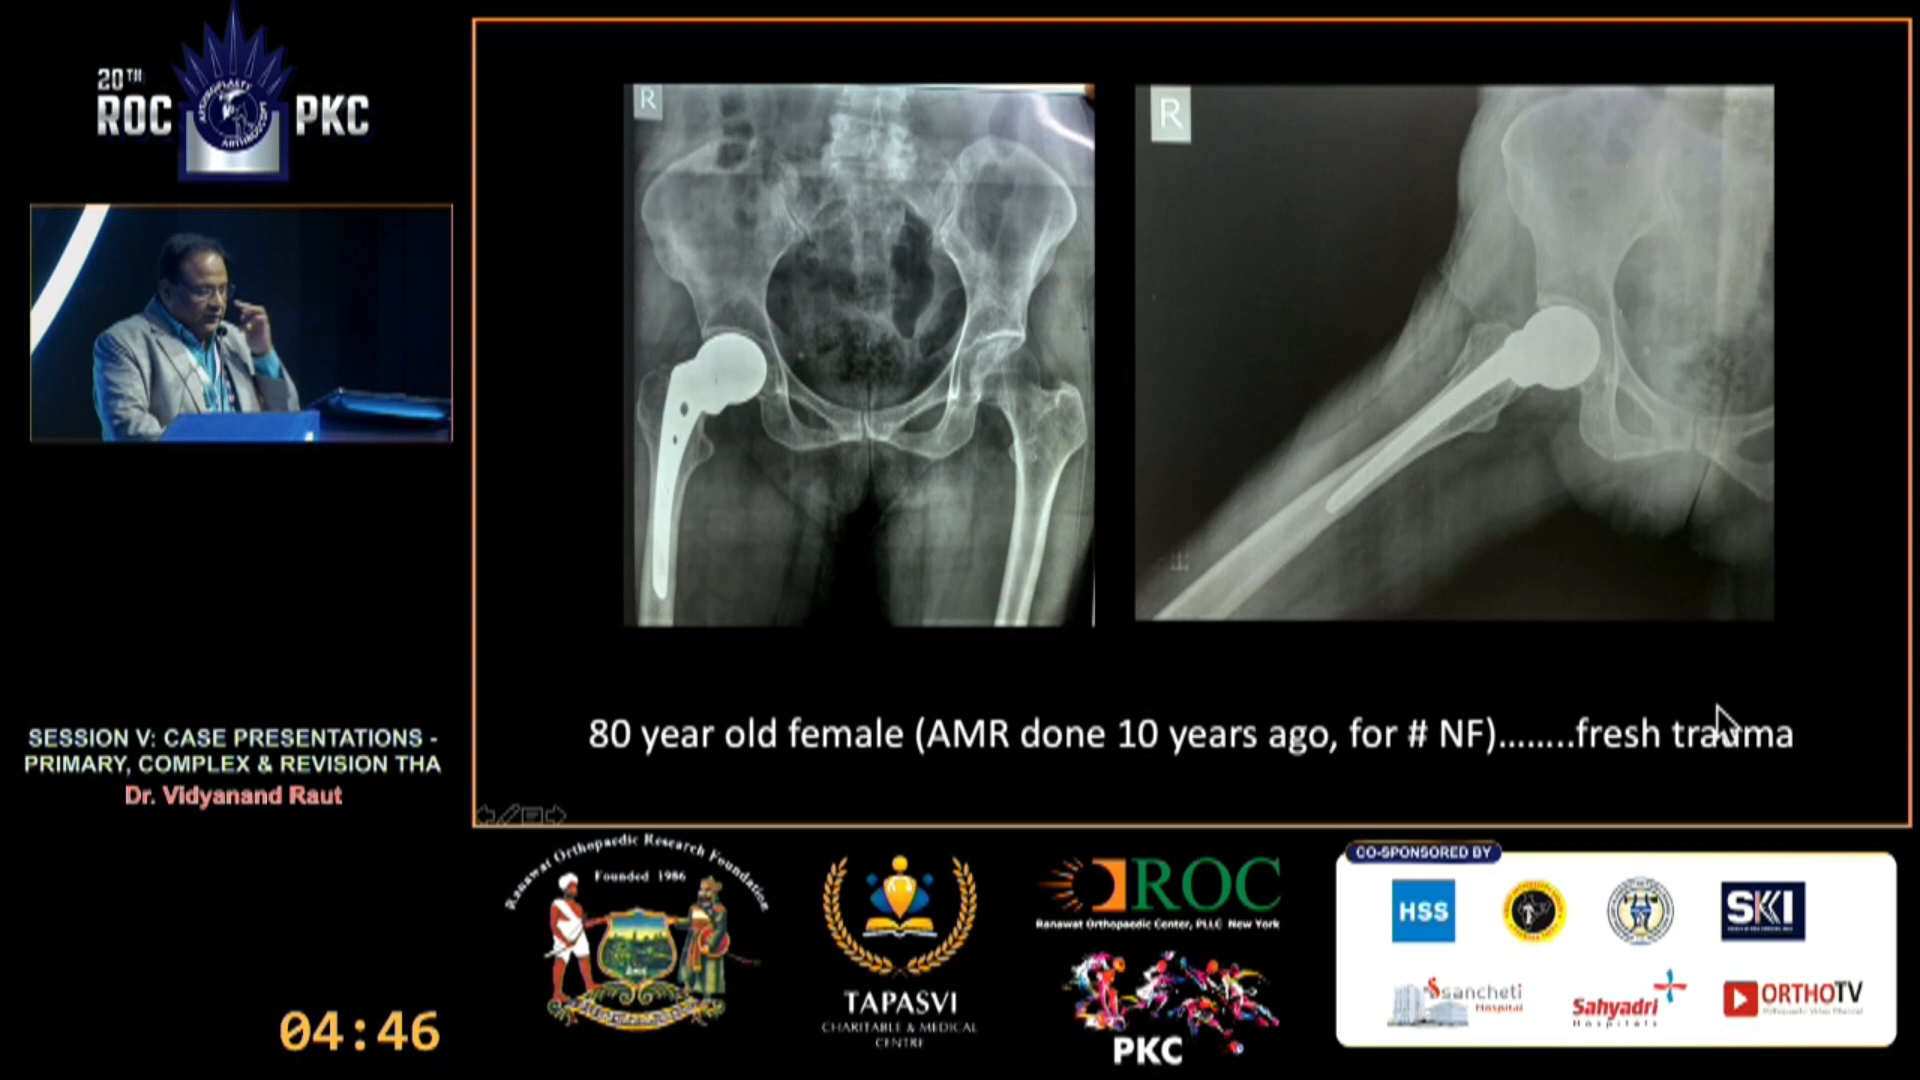 20TH
ROC PKC
R
R
80 year old female (AMR done 10 years ago, for # NF)........fresh trauma
SESSION V: CASE PRESENTATIONS -
PRIMARY, COMPLEX & REVISION THA
Dr. Vidyanand Raut
04:46
Ranawat Orthopaedic Research Foundation
Founded 1986
TAPASVI
CHARITABLE & MEDICAL
CENTRE
ROC
Ranawat Orthopaedic Center, PLLC New York
PKC
CO-SPONSORED BY
HSS
SKI
Sancheti
Hospital
Sahyadri
Hospitals
ORTHOTV